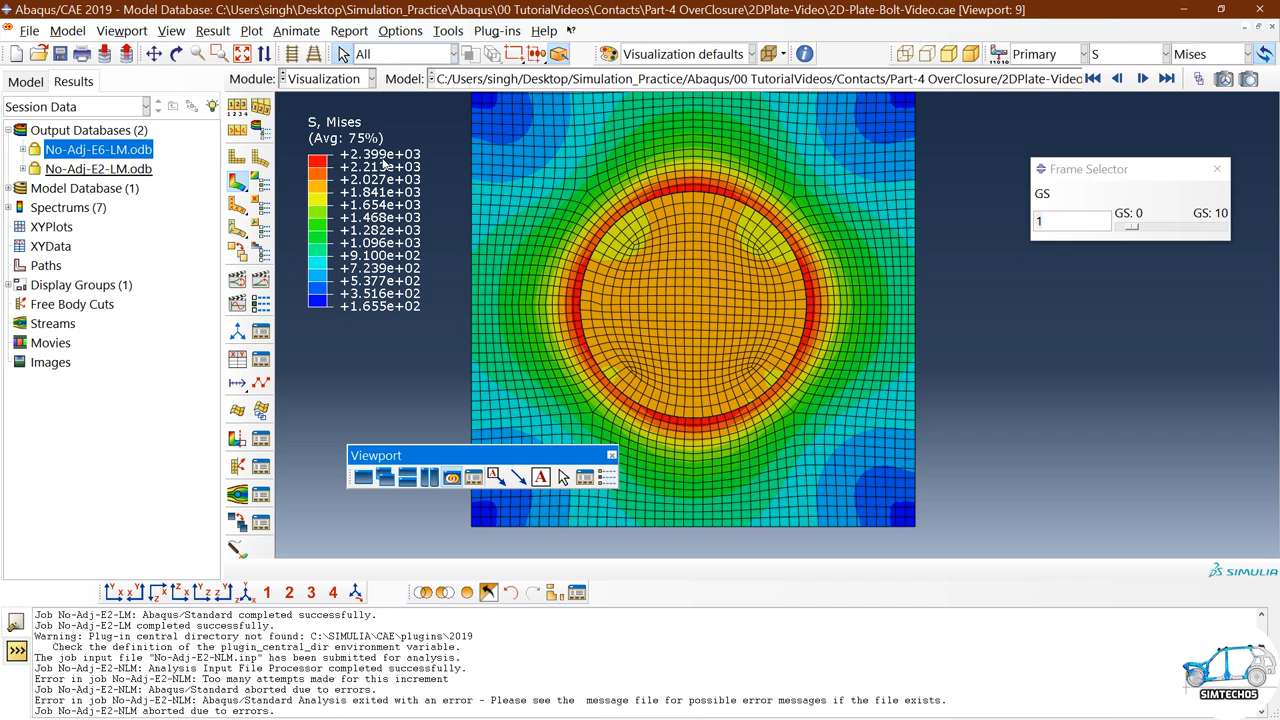 Abaqus/CAE 2019 - Model Database: C:\Users\singh\Desktop\Simulation_Practice\Abaqus\00 TutorialVideos\Contacts\Part-4 OverClosure\2DPlate-Video\2D-Plate-Bolt-Video.cae [Viewport: 9]
File Model Viewport View Result Plot Animate Report Options Tools Plug-ins Help
All Visualization defaults Primary S Mises
Model Results Module: Visualization Model: C:/Users/singh/Desktop/Simulation_Practice/Abaqus/00 TutorialVideos/Contacts/Part-4 OverClosure/2DPlate-Video
Session Data
Output Databases (2)
No-Adj-E6-LM.odb
No-Adj-E2-LM.odb
Model Database (1)
Spectrums (7)
XYPlots
XYData
Paths
Display Groups (1)
Free Body Cuts
Streams
Movies
Images
S, Mises
(Avg: 75%)
+2.399e+03
+2.027e+03
+1.841e+03
+1.654e+03
+1.468e+03
+1.282e+03
+1.096e+03
+9.100e+02
+7.239e+02
+5.377e+02
+3.516e+02
+1.655e+02
Frame Selector
GS
1 GS: 0 GS: 10
Viewport
SIMULIA
1 2 3 4
Job No-Adj-E2-LM: Abaqus/Standard completed successfully.
Job No-Adj-E2-LM completed successfully.
Warning: Plug-in central directory not found: C:\SIMULIA\CAE\plugins\2019
Check the definition of the plugin_central_dir environment variable.
The job input file "No-Adj-E2-NLM.inp" has been submitted for analysis.
Job No-Adj-E2-NLM: Analysis Input File Processor completed successfully.
Error in job No-Adj-E2-NLM: Too many attempts made for this increment
Job No-Adj-E2-NLM: Abaqus/Standard aborted due to errors.
Error in job No-Adj-E2-NLM: Abaqus/Standard Analysis exited with an error - Please see the message file for possible error messages if the file exists.
Job No-Adj-E2-NLM aborted due to errors.
SIMTECH05